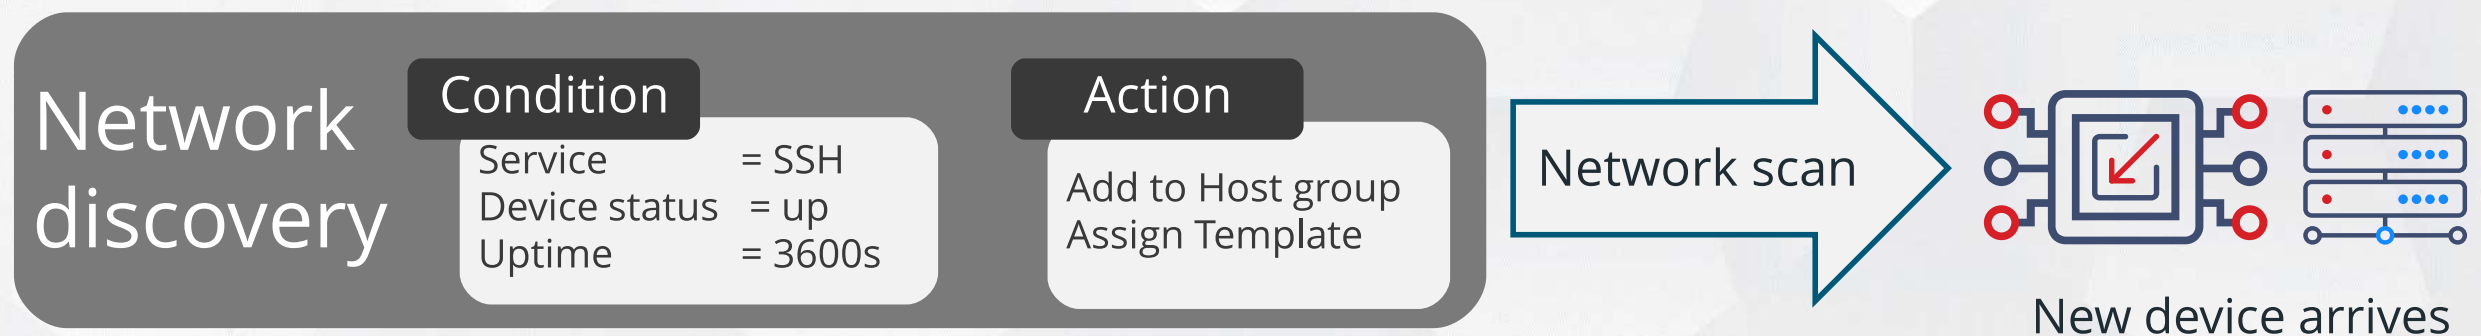 Network
discovery
Condition
Service = SSH
Device status = up
Uptime = 3600s
Action
Add to Host group
Assign Template
Network scan
New device arrives